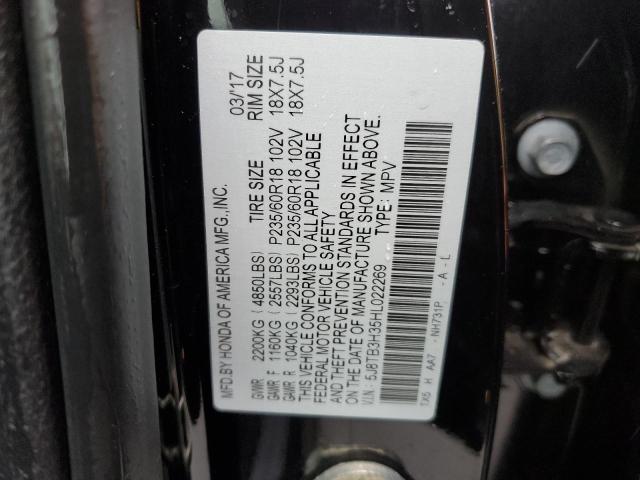 MFD.BY HONDA OF AMERICA MFG.,INC. 03/17
TIRE SIZE RIM SIZE
GVWR 2200KG ( 4850LBS)
GAWR F 1160KG ( 2557LBS) P235/60R18 102V 18X7.5J
GAWR R 1040KG ( 2293LBS) P235/60R18 102V 18X7.5J
THIS VEHICLE CONFORMS TO ALL APPLICABLE
FEDERAL MOTOR VEHICLE SAFETY
AND THEFT PREVENTION STANDARDS IN EFFECT
ON THE DATE OF MANUFACTURE SHOWN ABOVE.
V.I.N.: 5J8TB3H35HL022269 TYPE: MPV
TX5 H AA7 -NH731P -A-L